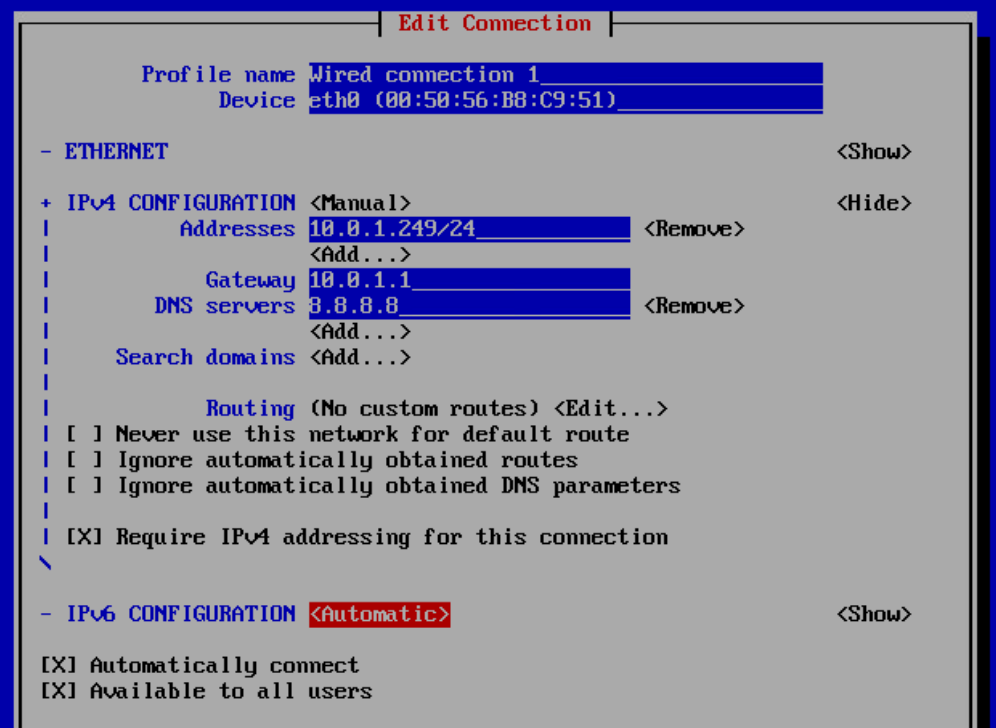 Edit Connection
Profile name Wired connection 1
Device eth0 (00:50:56:B8:C9:51)
- ETHERNET <Show>
+ IPv4 CONFIGURATION <Manual> <Hide>
Addresses 10.0.1.249/24 <Remove>
<Add...>
Gateway 10.0.1.1
DNS servers 8.8.8.8 <Remove>
<Add...>
Search domains <Add...>
Routing (No custom routes) <Edit...>
[ ] Never use this network for default route
[ ] Ignore automatically obtained routes
[ ] Ignore automatically obtained DNS parameters
[X] Require IPv4 addressing for this connection
- IPv6 CONFIGURATION <Automatic> <Show>
[X] Automatically connect
[X] Available to all users